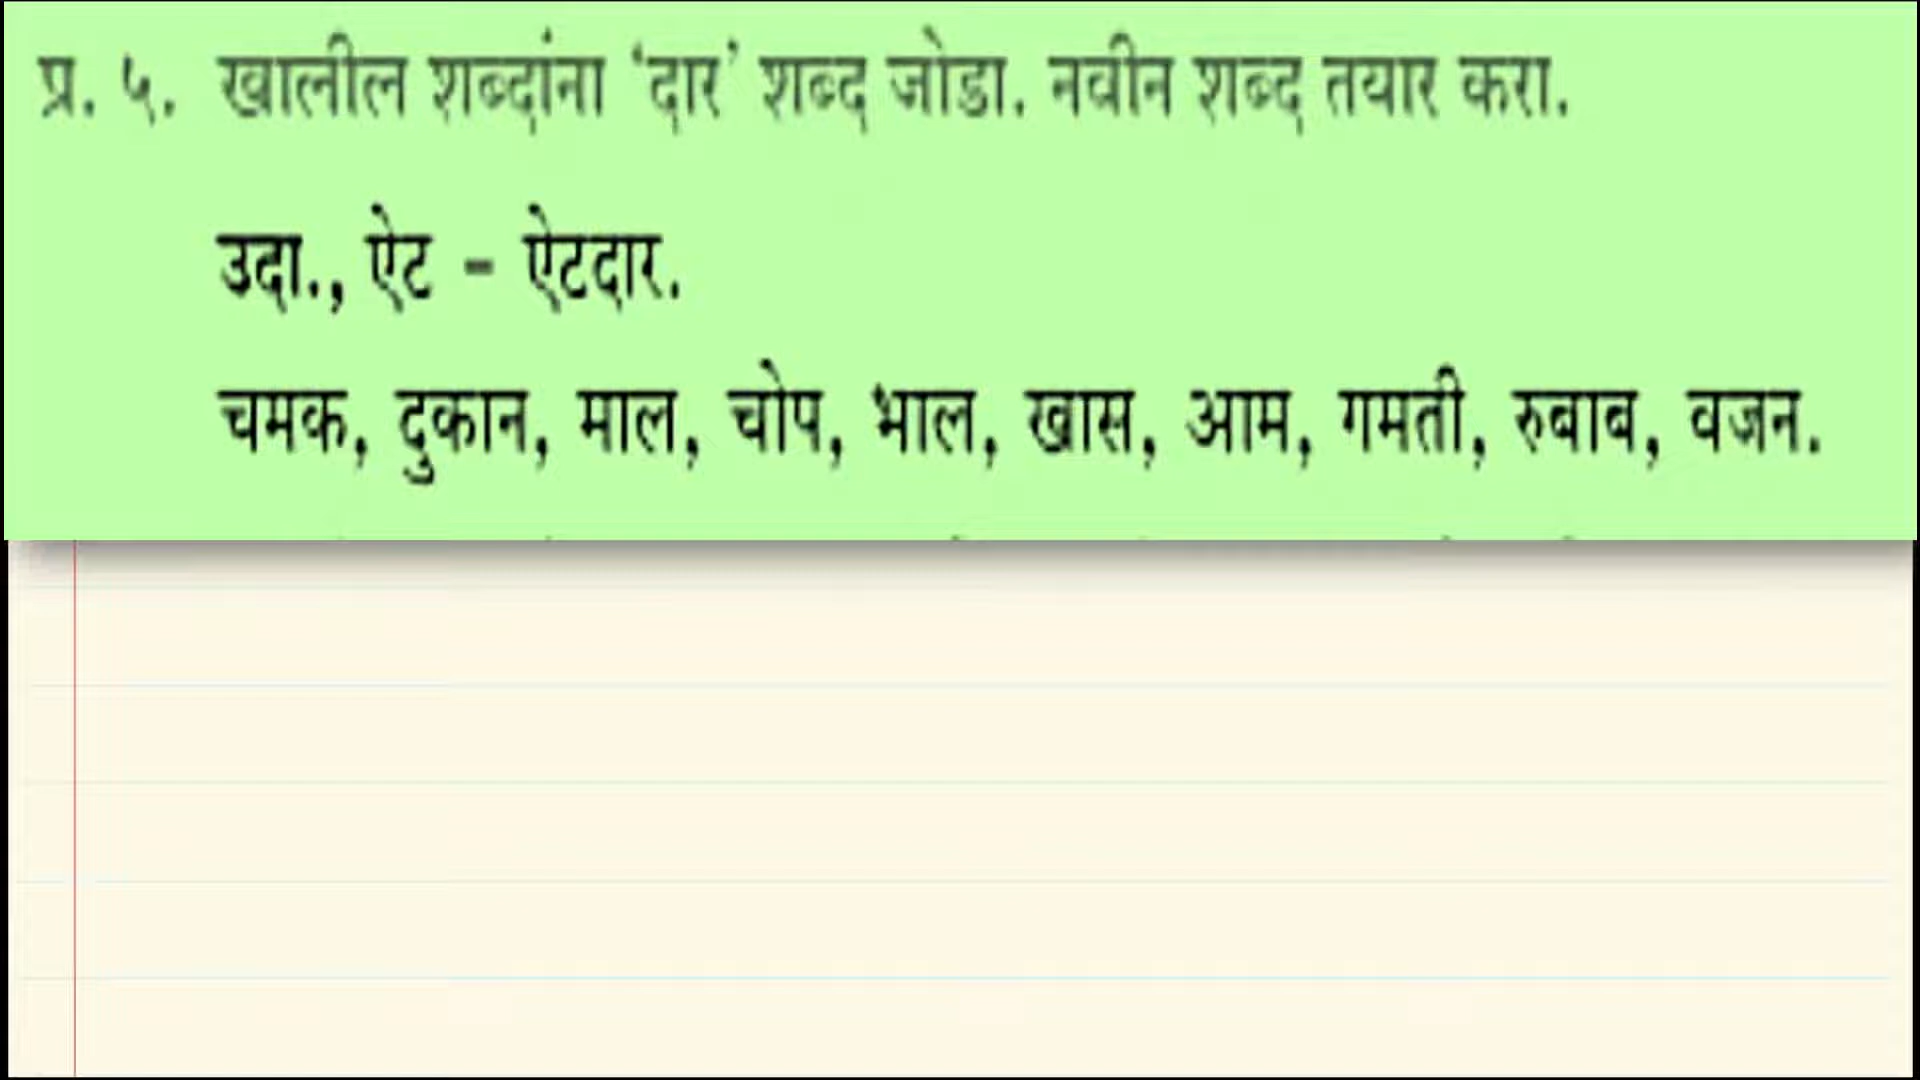 प्र. ५. खालील शब्दांना ‘दार’ शब्द जोडा. नवीन शब्द तयार करा.
उदा., ऐट - ऐटदार.
चमक, दुकान, माल, चोप, भाल, खास, आम, गमती, रुबाब, वजन.